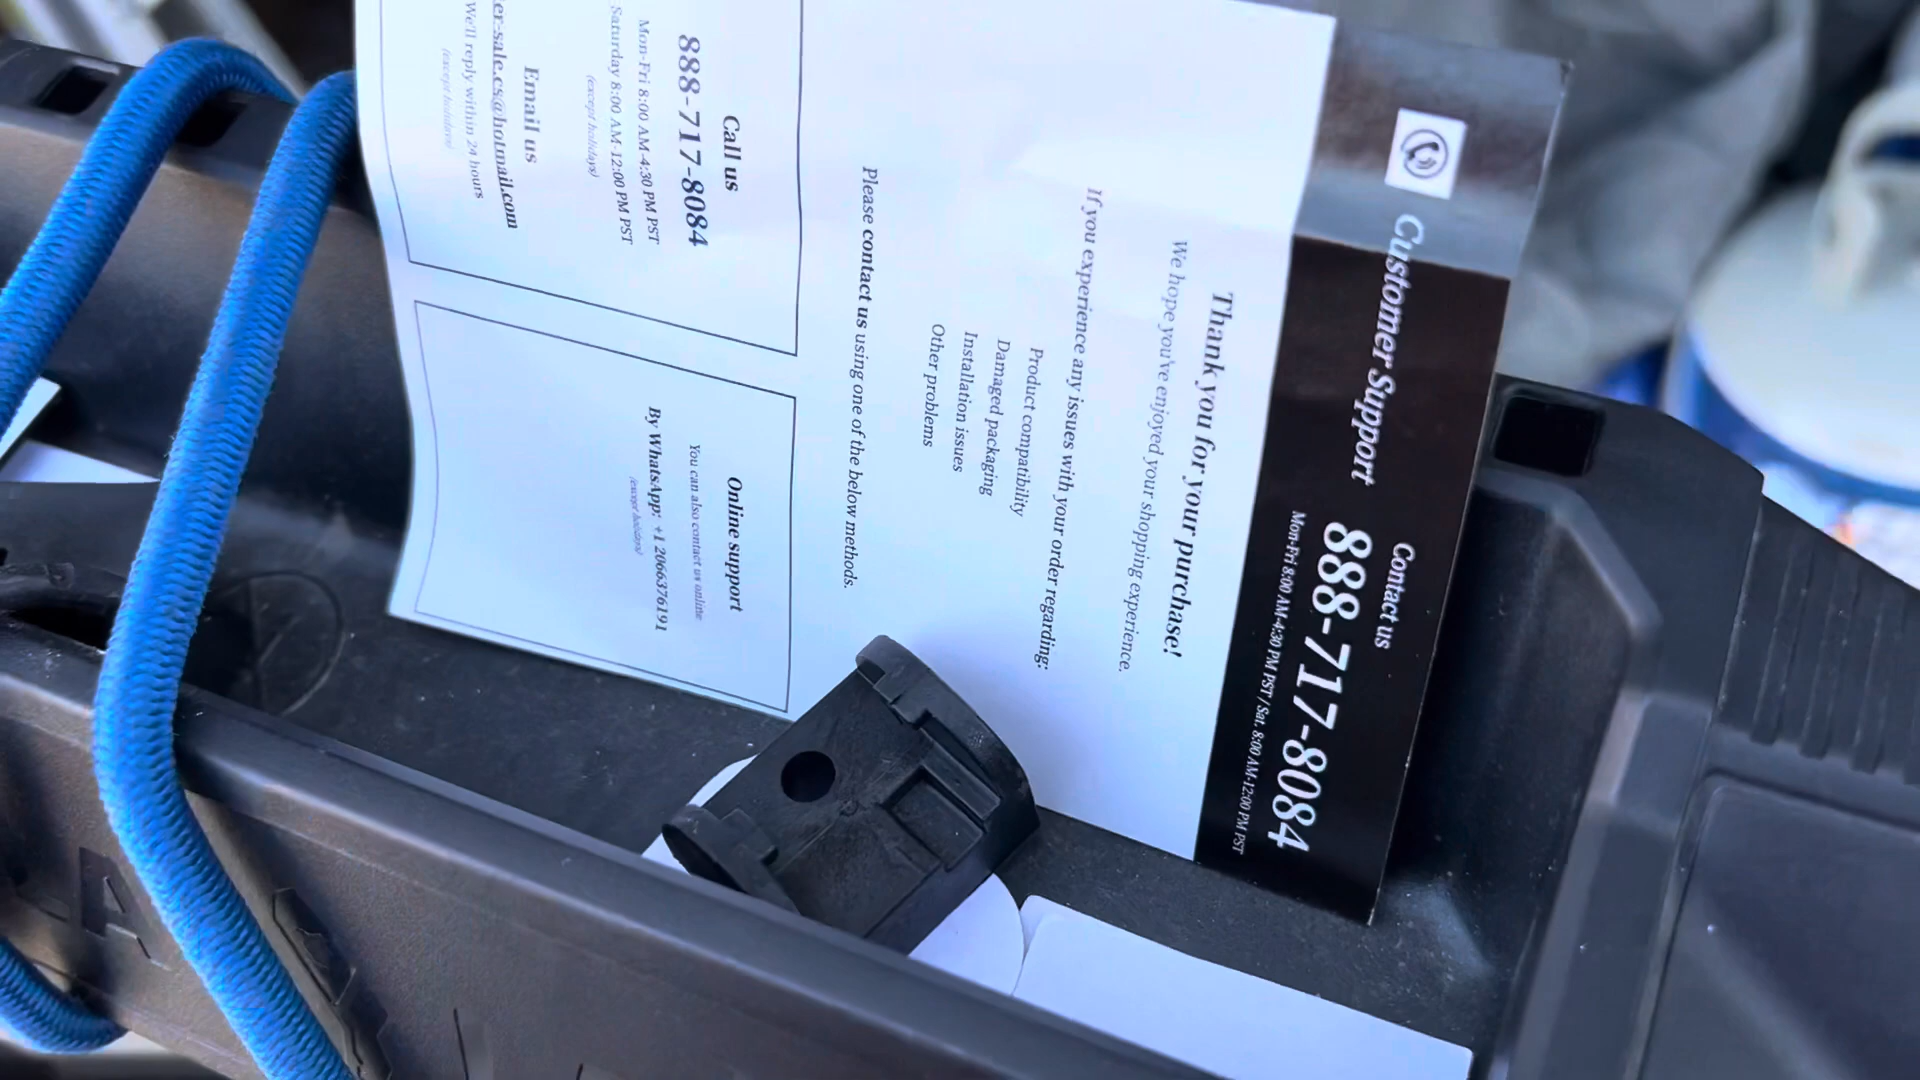 Customer Support
Contact us
888-717-8084
Mon-Fri 8:00 AM-4:30 PM PST / Sat. 8:00 AM-12:00 PM PST
Thank you for your purchase!
We hope you've enjoyed your shopping experience.
If you experience any issues with your order regarding:
Product compatibility
Damaged packaging
Installation issues
Other problems
Please contact us using one of the below methods.
Call us
888-717-8084
Mon-Fri 8:00 AM-4:30 PM PST
Saturday 8:00 AM-12:00 PM PST
(except holidays)
Email us
er-sale.cs@hotmail.com
We'll reply within 24 hours
(except holidays)
Online support
You can also contact us online
By WhatsApp: +1 2066376191
(except holidays)